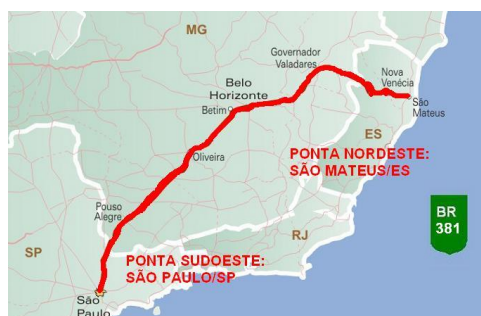 MG
Governador
Valadares
Nova
Venécia
Belo
Horizonte
Betim
São
Mateus
ES
Oliveira
PONTA NORDESTE:
SÃO MATEUS/ES
Pouso
Alegre
BR
381
RJ
SP
PONTA SUDOESTE:
SÃO PAULO/SP
São
Paulo